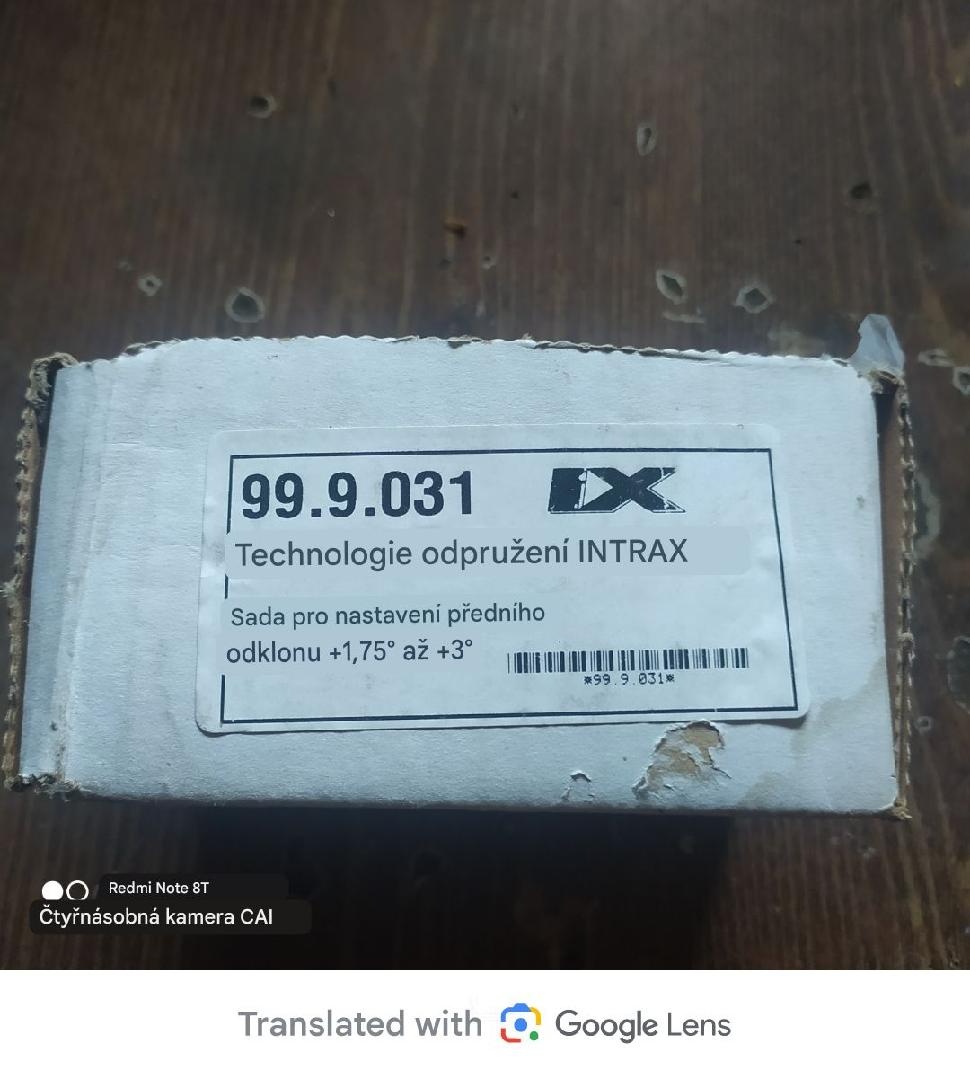 99.9.031 iX
Technologie odpružení INTRAX
Sada pro nastavení předního
odklonu +1,75° až +3°
*99.9.031*
Redmi Note 8T
Čtyřnásobná kamera CAI
Translated with Google Lens